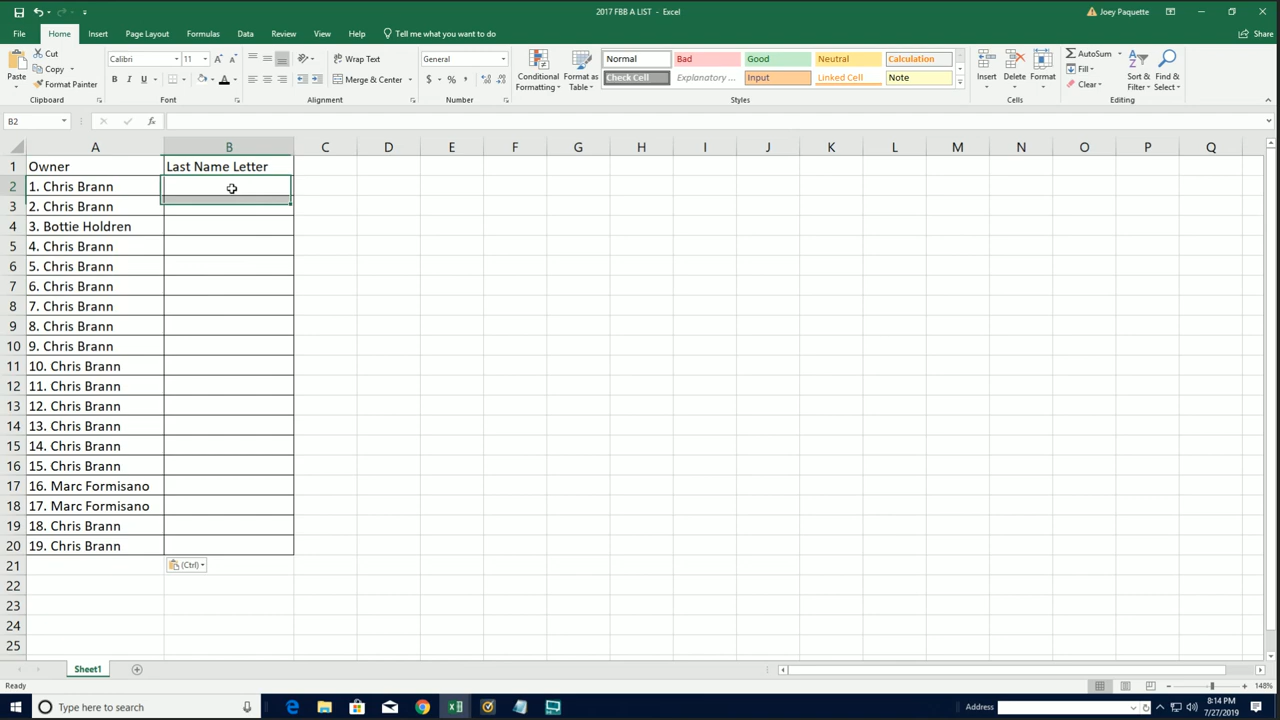 2017 FBB A LIST - Excel
Joey Paquette
File Home Insert Page Layout Formulas Data Review View Help Tell me what you want to do Share
Paste
Cut
Copy
Format Painter
Clipboard
Calibri 11
B I U
Font
Wrap Text
Merge & Center
Alignment
General
$ % ,
Number
Conditional Formatting
Format as Table
Normal Bad Good Neutral Calculation
Check Cell Explanatory ... Input Linked Cell Note
Styles
Insert Delete Format
Cells
AutoSum
Fill
Clear
Sort & Filter
Find & Select
Editing
B2 fx
A B C D E F G H I J K L M N O P Q
1 Owner Last Name Letter
2 1. Chris Brann
3 2. Chris Brann
4 3. Bottie Holdren
5 4. Chris Brann
6 5. Chris Brann
7 6. Chris Brann
8 7. Chris Brann
9 8. Chris Brann
10 9. Chris Brann
11 10. Chris Brann
12 11. Chris Brann
13 12. Chris Brann
14 13. Chris Brann
15 14. Chris Brann
16 15. Chris Brann
17 16. Marc Formisano
18 17. Marc Formisano
19 18. Chris Brann
20 19. Chris Brann
21 (Ctrl)
22
23
24
25
Sheet1
Ready 148%
Type here to search
Address
8:14 PM
7/27/2019